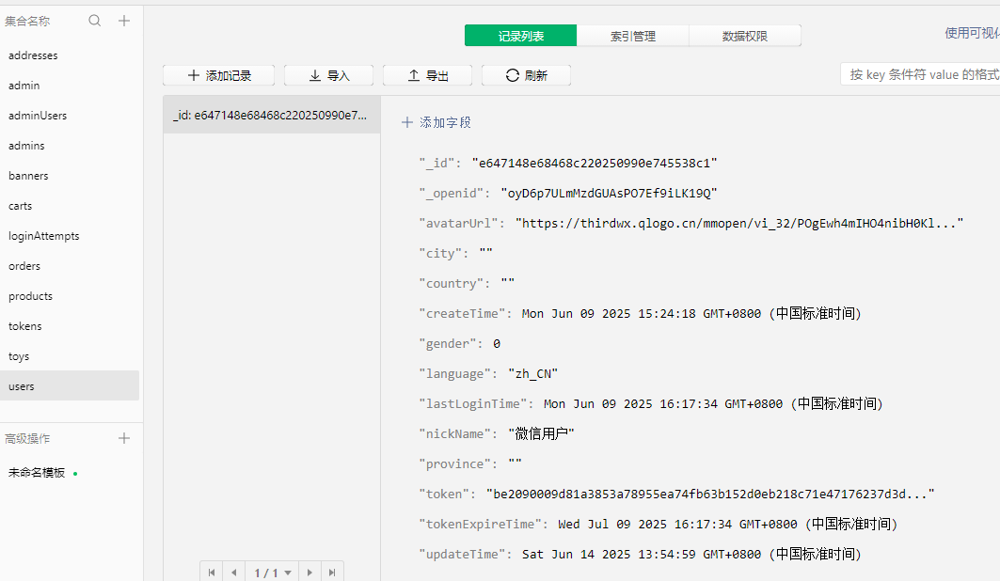 集合名称
addresses
admin
adminUsers
admins
banners
carts
loginAttempts
orders
products
tokens
toys
users
高级操作
未命名模板
记录列表 索引管理 数据权限
使用可视化
添加记录 导入 导出 刷新
按 key 条件符 value 的格式
_id: e647148e68468c220250990e7...
添加字段
"_id": "e647148e68468c220250990e745538c1"
"_openid": "oyD6p7ULmMzdGUAsPO7Ef9iLK19Q"
"avatarUrl": "https://thirdwx.qlogo.cn/mmopen/vi_32/POgEwh4mIHO4nibH0Kl..."
"city": ""
"country": ""
"createTime": Mon Jun 09 2025 15:24:18 GMT+0800 (中国标准时间)
"gender": 0
"language": "zh_CN"
"lastLoginTime": Mon Jun 09 2025 16:17:34 GMT+0800 (中国标准时间)
"nickName": "微信用户"
"province": ""
"token": "be2090009d81a3853a78955ea74fb63b152d0eb218c71e47176237d3d..."
"tokenExpireTime": Wed Jul 09 2025 16:17:34 GMT+0800 (中国标准时间)
"updateTime": Sat Jun 14 2025 13:54:59 GMT+0800 (中国标准时间)
1 / 1